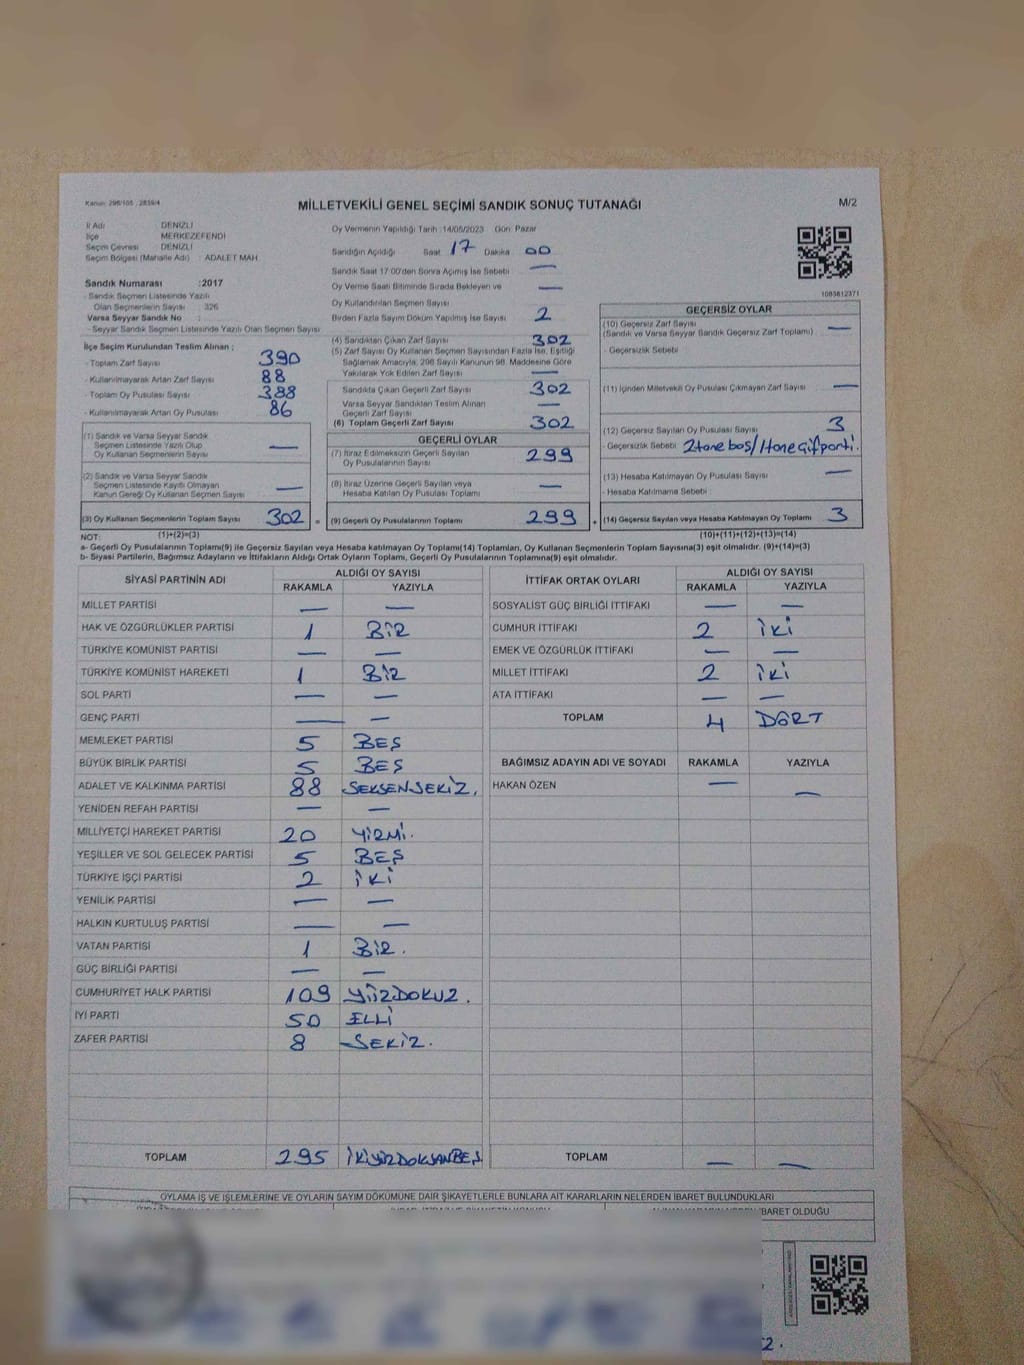 Kanun: 298/105 , 2839/4
MİLLETVEKİLİ GENEL SEÇİMİ SANDIK SONUÇ TUTANAĞI
M/2
İl Adı : DENİZLİ
İlçe : MERKEZEFENDİ
Seçim Çevresi : DENİZLİ
Seçim Bölgesi (Mahalle Adı) : ADALET MAH.
Sandık Numarası :2017
- Sandık Seçmen Listesinde Yazılı
Olan Seçmenlerin Sayısı : 326
Varsa Seyyar Sandık No :
- Seyyar Sandık Seçmen Listesinde Yazılı Olan Seçmen Sayısı :
Oy Vermenin Yapıldığı Tarih :14/05/2023 Gün: Pazar
Sandığın Açıldığı Saat 17 Dakika 00
Sandık Saat 17:00'den Sonra Açılmış İse Sebebi —
Oy Verme Saati Bitiminde Sırada Bekleyen ve —
Oy Kullandırılan Seçmen Sayısı
Birden Fazla Sayım Döküm Yapılmış İse Sayısı 2
1083812371
İlçe Seçim Kurulundan Teslim Alınan ;
- Toplam Zarf Sayısı 390
- Kullanılmayarak Artan Zarf Sayısı 88
- Toplam Oy Pusulası Sayısı 388
- Kullanılmayarak Artan Oy Pusulası 86
(1) Sandık ve Varsa Seyyar Sandık
Seçmen Listesinde Yazılı Olup
Oy Kullanan Seçmenlerin Sayısı —
(2) Sandık ve Varsa Seyyar Sandık
Seçmen Listesinde Kayıtlı Olmayan
Kanun Gereği Oy Kullanan Seçmen Sayısı —
(3) Oy Kullanan Seçmenlerin Toplam Sayısı 302 =
(4) Sandıktan Çıkan Zarf Sayısı 302
(5) Zarf Sayısı Oy Kullanan Seçmen Sayısından Fazla İse, Eşitliği
Sağlamak Amacıyla; 298 Sayılı Kanunun 98. Maddesine Göre
Yakılarak Yok Edilen Zarf Sayısı —
Sandıkta Çıkan Geçerli Zarf Sayısı 302
Varsa Seyyar Sandıktan Teslim Alınan
Geçerli Zarf Sayısı —
(6) Toplam Geçerli Zarf Sayısı 302
GEÇERLİ OYLAR
(7) İtiraz Edilmeksizin Geçerli Sayılan
Oy Pusulalarının Sayısı 299
(8) İtiraz Üzerine Geçerli Sayılan veya
Hesaba Katılan Oy Pusulası Toplamı —
(9) Geçerli Oy Pusulalarının Toplamı 299 +
GEÇERSİZ OYLAR
(10) Geçersiz Zarf Sayısı —
(Sandık ve Varsa Seyyar Sandık Geçersiz Zarf Toplamı)
- Geçersizlik Sebebi
(11) İçinden Milletvekili Oy Pusulası Çıkmayan Zarf Sayısı —
(12) Geçersiz Sayılan Oy Pusulası Sayısı 3
- Geçersizlik Sebebi 2 tane boş/1 tane çift parti.
(13) Hesaba Katılmayan Oy Pusulası Sayısı —
- Hesaba Katılmama Sebebi
(14) Geçersiz Sayılan veya Hesaba Katılmayan Oy Toplamı 3
NOT: (1)+(2)=(3) (10)+(11)+(12)+(13)=(14)
a- Geçerli Oy Pusulaları Toplamı(9) ile Geçersiz Sayılan veya Hesaba katılmayan Oy Toplamı(14) Toplamları, Oy Kullanan Seçmenlerin Toplam Sayısına(3) eşit olmalıdır. (9)+(14)=(3)
b- Siyasi Partilerin, Bağımsız Adayların ve İttifakların Aldığı Ortak Oyların Toplamı, Geçerli Oy Pusulalarının Toplamına(9) eşit olmalıdır.
SİYASİ PARTİNİN ADI ALDIĞI OY SAYISI
RAKAMLA YAZIYLA
MİLLET PARTİSİ — —
HAK VE ÖZGÜRLÜKLER PARTİSİ 1 BİR
TÜRKİYE KOMÜNİST PARTİSİ — —
TÜRKİYE KOMÜNİST HAREKETİ 1 BİR
SOL PARTİ — —
GENÇ PARTİ — —
MEMLEKET PARTİSİ 5 BEŞ
BÜYÜK BİRLİK PARTİSİ 5 BEŞ
ADALET VE KALKINMA PARTİSİ 88 SEKSENSEKİZ.
YENİDEN REFAH PARTİSİ — —
MİLLİYETÇİ HAREKET PARTİSİ 20 YİRMİ.
YEŞİLLER VE SOL GELECEK PARTİSİ 5 BEŞ
TÜRKİYE İŞÇİ PARTİSİ 2 İKİ
YENİLİK PARTİSİ — —
HALKIN KURTULUŞ PARTİSİ — —
VATAN PARTİSİ 1 BİR.
GÜÇ BİRLİĞİ PARTİSİ — —
CUMHURİYET HALK PARTİSİ 109 YÜZDOKUZ.
İYİ PARTİ 50 ELLİ
ZAFER PARTİSİ 8 SEKİZ.
TOPLAM 295 İKİYÜZDOKSANBEŞ
İTTİFAK ORTAK OYLARI ALDIĞI OY SAYISI
RAKAMLA YAZIYLA
SOSYALİST GÜÇ BİRLİĞİ İTTİFAKI — —
CUMHUR İTTİFAKI 2 İKİ
EMEK VE ÖZGÜRLÜK İTTİFAKI — —
MİLLET İTTİFAKI 2 İKİ
ATA İTTİFAKI — —
TOPLAM 4 DÖRT
BAĞIMSIZ ADAYIN ADI VE SOYADI RAKAMLA YAZIYLA
HAKAN ÖZEN — —
TOPLAM — —
OYLAMA İŞ VE İŞLEMLERİNE VE OYLARIN SAYIM DÖKÜMÜNE DAİR ŞİKAYETLERLE BUNLARA AİT KARARLARIN NELERDEN İBARET BULUNDUKLARI
İBARET OLDUĞU